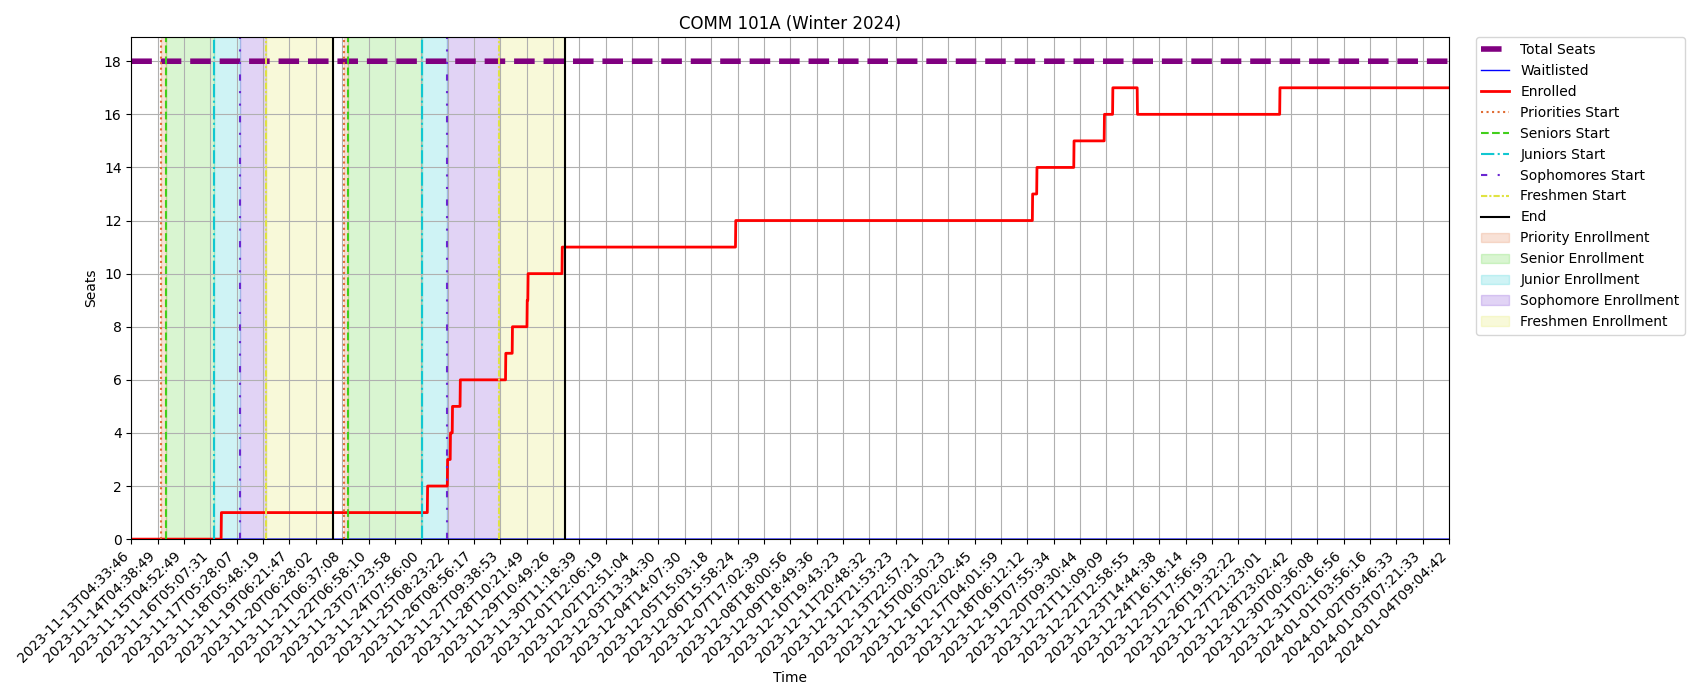 COMM 101A (Winter 2024)
Seats
18
16
14
12
10
8
6
4
2
0
2023-11-13T04:33:46
2023-11-14T04:38:49
2023-11-15T04:52:49
2023-11-16T05:07:31
2023-11-17T05:28:07
2023-11-18T05:48:19
2023-11-19T06:21:47
2023-11-20T06:28:02
2023-11-21T06:37:08
2023-11-22T06:58:10
2023-11-23T07:23:58
2023-11-24T07:56:00
2023-11-25T08:23:22
2023-11-26T08:56:17
2023-11-27T09:38:53
2023-11-28T10:21:49
2023-11-29T10:49:26
2023-11-30T11:18:39
2023-12-01T12:06:19
2023-12-02T12:51:04
2023-12-03T13:34:30
2023-12-04T14:07:30
2023-12-05T15:03:18
2023-12-06T15:58:24
2023-12-07T17:02:39
2023-12-08T18:00:56
2023-12-09T18:49:36
2023-12-10T19:43:23
2023-12-11T20:48:32
2023-12-12T21:53:23
2023-12-13T22:57:21
2023-12-15T00:30:23
2023-12-16T02:02:45
2023-12-17T04:01:59
2023-12-18T06:12:12
2023-12-19T07:55:34
2023-12-20T09:30:44
2023-12-21T11:09:09
2023-12-22T12:58:55
2023-12-23T14:44:38
2023-12-24T16:18:14
2023-12-25T17:56:59
2023-12-26T19:32:22
2023-12-27T21:23:01
2023-12-28T23:02:42
2023-12-30T00:36:08
2023-12-31T02:16:56
2024-01-01T03:56:16
2024-01-02T05:46:33
2024-01-03T07:21:33
2024-01-04T09:04:42
Time
Total Seats
Waitlisted
Enrolled
Priorities Start
Seniors Start
Juniors Start
Sophomores Start
Freshmen Start
End
Priority Enrollment
Senior Enrollment
Junior Enrollment
Sophomore Enrollment
Freshmen Enrollment